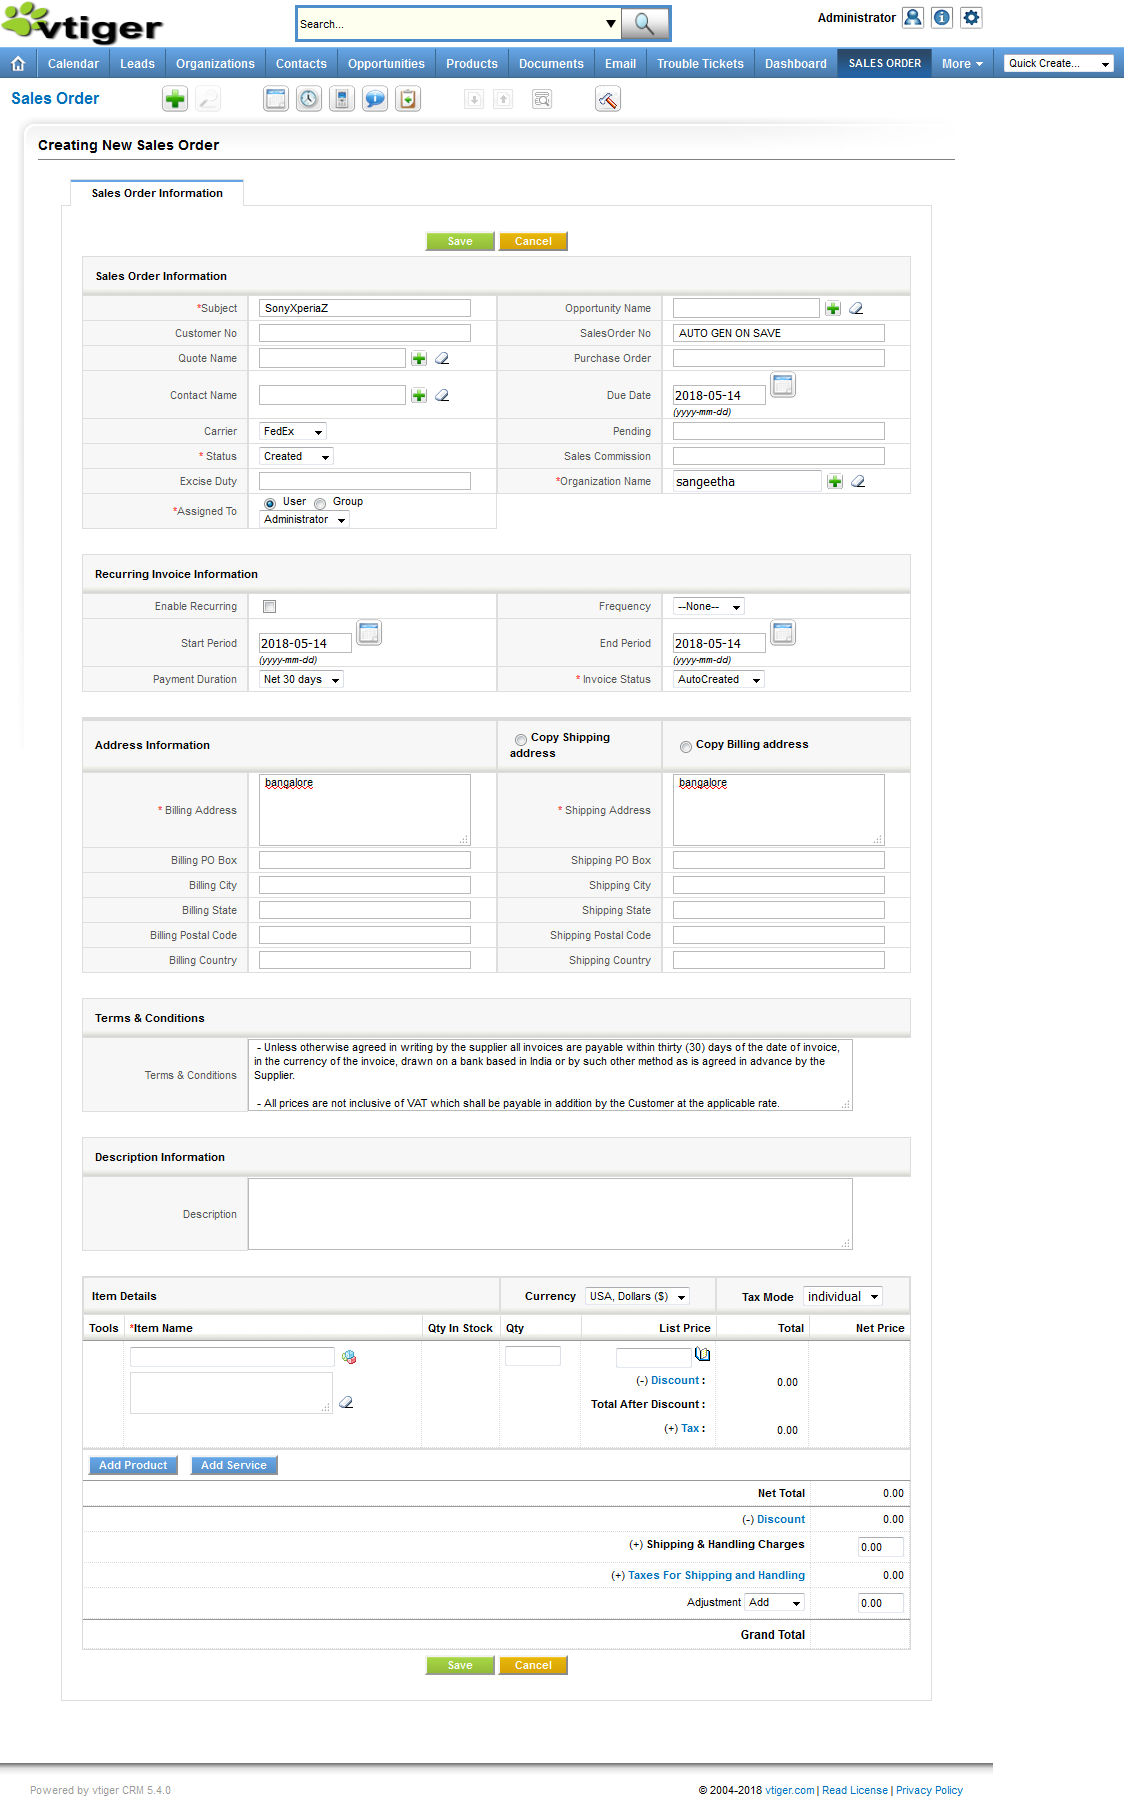 vtiger
Search...
Administrator
Calendar Leads Organizations Contacts Opportunities Products Documents Email Trouble Tickets Dashboard SALES ORDER More Quick Create...
Sales Order
Creating New Sales Order
Sales Order Information
Save Cancel
Sales Order Information
*Subject SonyXperiaZ Opportunity Name
Customer No SalesOrder No AUTO GEN ON SAVE
Quote Name Purchase Order
Contact Name Due Date 2018-05-14
(yyyy-mm-dd)
Carrier FedEx Pending
* Status Created Sales Commission
Excise Duty *Organization Name sangeetha
*Assigned To User Group
Administrator
Recurring Invoice Information
Enable Recurring Frequency --None--
Start Period 2018-05-14 End Period 2018-05-14
(yyyy-mm-dd) (yyyy-mm-dd)
Payment Duration Net 30 days * Invoice Status AutoCreated
Address Information Copy Shipping address Copy Billing address
* Billing Address bangalore * Shipping Address bangalore
Billing PO Box Shipping PO Box
Billing City Shipping City
Billing State Shipping State
Billing Postal Code Shipping Postal Code
Billing Country Shipping Country
Terms & Conditions
Terms & Conditions
- Unless otherwise agreed in writing by the supplier all invoices are payable within thirty (30) days of the date of invoice,
in the currency of the invoice, drawn on a bank based in India or by such other method as is agreed in advance by the
Supplier.
- All prices are not inclusive of VAT which shall be payable in addition by the Customer at the applicable rate.
Description Information
Description
Item Details Currency USA, Dollars ($) Tax Mode individual
Tools *Item Name Qty In Stock Qty List Price Total Net Price
(-) Discount : 0.00
Total After Discount :
(+) Tax : 0.00
Add Product Add Service
Net Total 0.00
(-) Discount 0.00
(+) Shipping & Handling Charges 0.00
(+) Taxes For Shipping and Handling 0.00
Adjustment Add 0.00
Grand Total
Save Cancel
Powered by vtiger CRM 5.4.0 © 2004-2018 vtiger.com | Read License | Privacy Policy